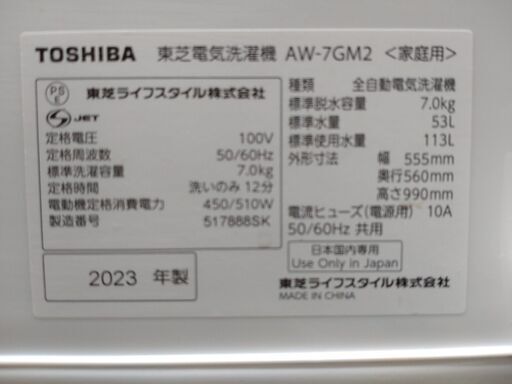 TOSHIBA 東芝電気洗濯機 AW-7GM2 <家庭用>
PS E 東芝ライフスタイル株式会社
S JET
定格電圧 100V
定格周波数 50/60Hz
標準洗濯容量 7.0kg
定格時間 洗いのみ 12分
電動機定格消費電力 450/510W
製造番号 517888SK
2023 年製
種類 全自動電気洗濯機
標準脱水容量 7.0kg
標準水量 53L
標準使用水量 113L
外形寸法 幅 555mm
奥行560mm
高さ990mm
電流ヒューズ(電源用) 10A
50/60Hz 共用
日本国内専用
Use Only in Japan
東芝ライフスタイル株式会社
MADE IN CHINA